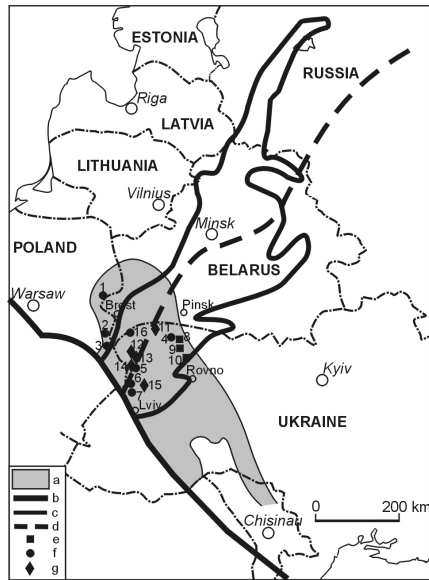 ESTONIA
RUSSIA
Riga
LATVIA
LITHUANIA
Vilnius
Minsk
POLAND
BELARUS
Warsaw
1
Brest
Pinsk
2
16
11
4
8
3
12
9
13
10
14
5
Rovno
Kyiv
6
15
7
Lviv
UKRAINE
a
b
c
d
e
f
g
0
200 km
Chisinau